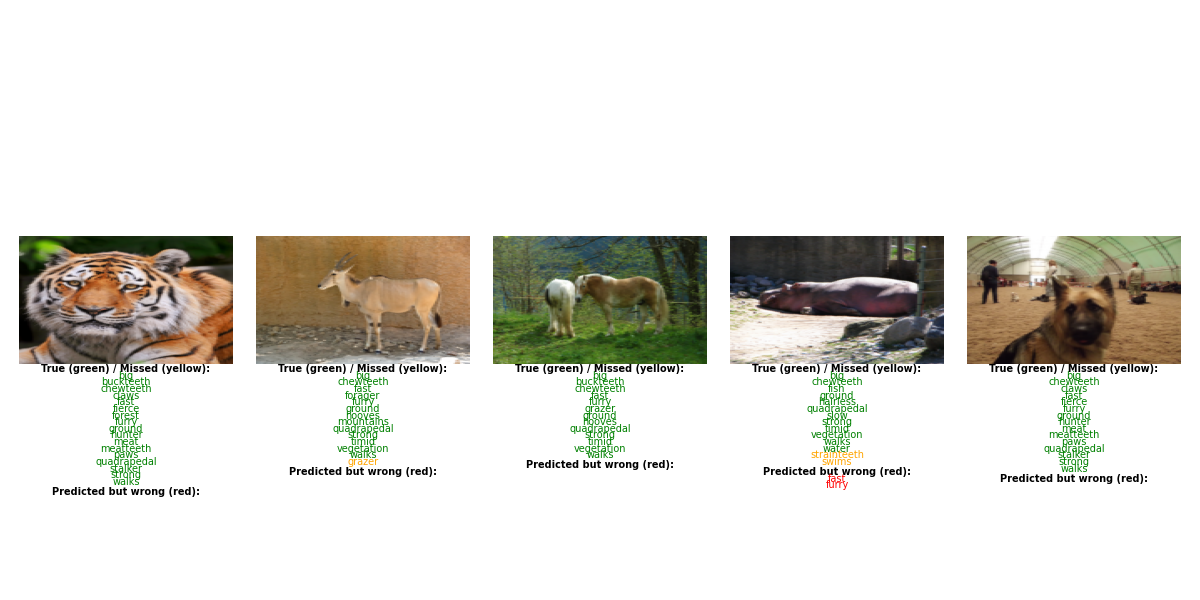 True (green) / Missed (yellow):
big
buckteeth
chewteeth
claws
fast
fierce
forest
furry
ground
hunter
meat
meatteeth
paws
quadrapedal
stalker
strong
walks
Predicted but wrong (red):
True (green) / Missed (yellow):
big
chewteeth
fast
forager
furry
ground
hooves
mountains
quadrapedal
strong
timid
vegetation
walks
grazer
Predicted but wrong (red):
True (green) / Missed (yellow):
big
buckteeth
chewteeth
fast
furry
grazer
ground
hooves
quadrapedal
strong
timid
vegetation
walks
Predicted but wrong (red):
True (green) / Missed (yellow):
big
chewteeth
fish
ground
hairless
quadrapedal
slow
strong
timid
vegetation
walks
water
strainteeth
swims
Predicted but wrong (red):
fast
furry
True (green) / Missed (yellow):
big
chewteeth
claws
fast
fierce
furry
ground
hunter
meat
meatteeth
paws
quadrapedal
stalker
strong
walks
Predicted but wrong (red):